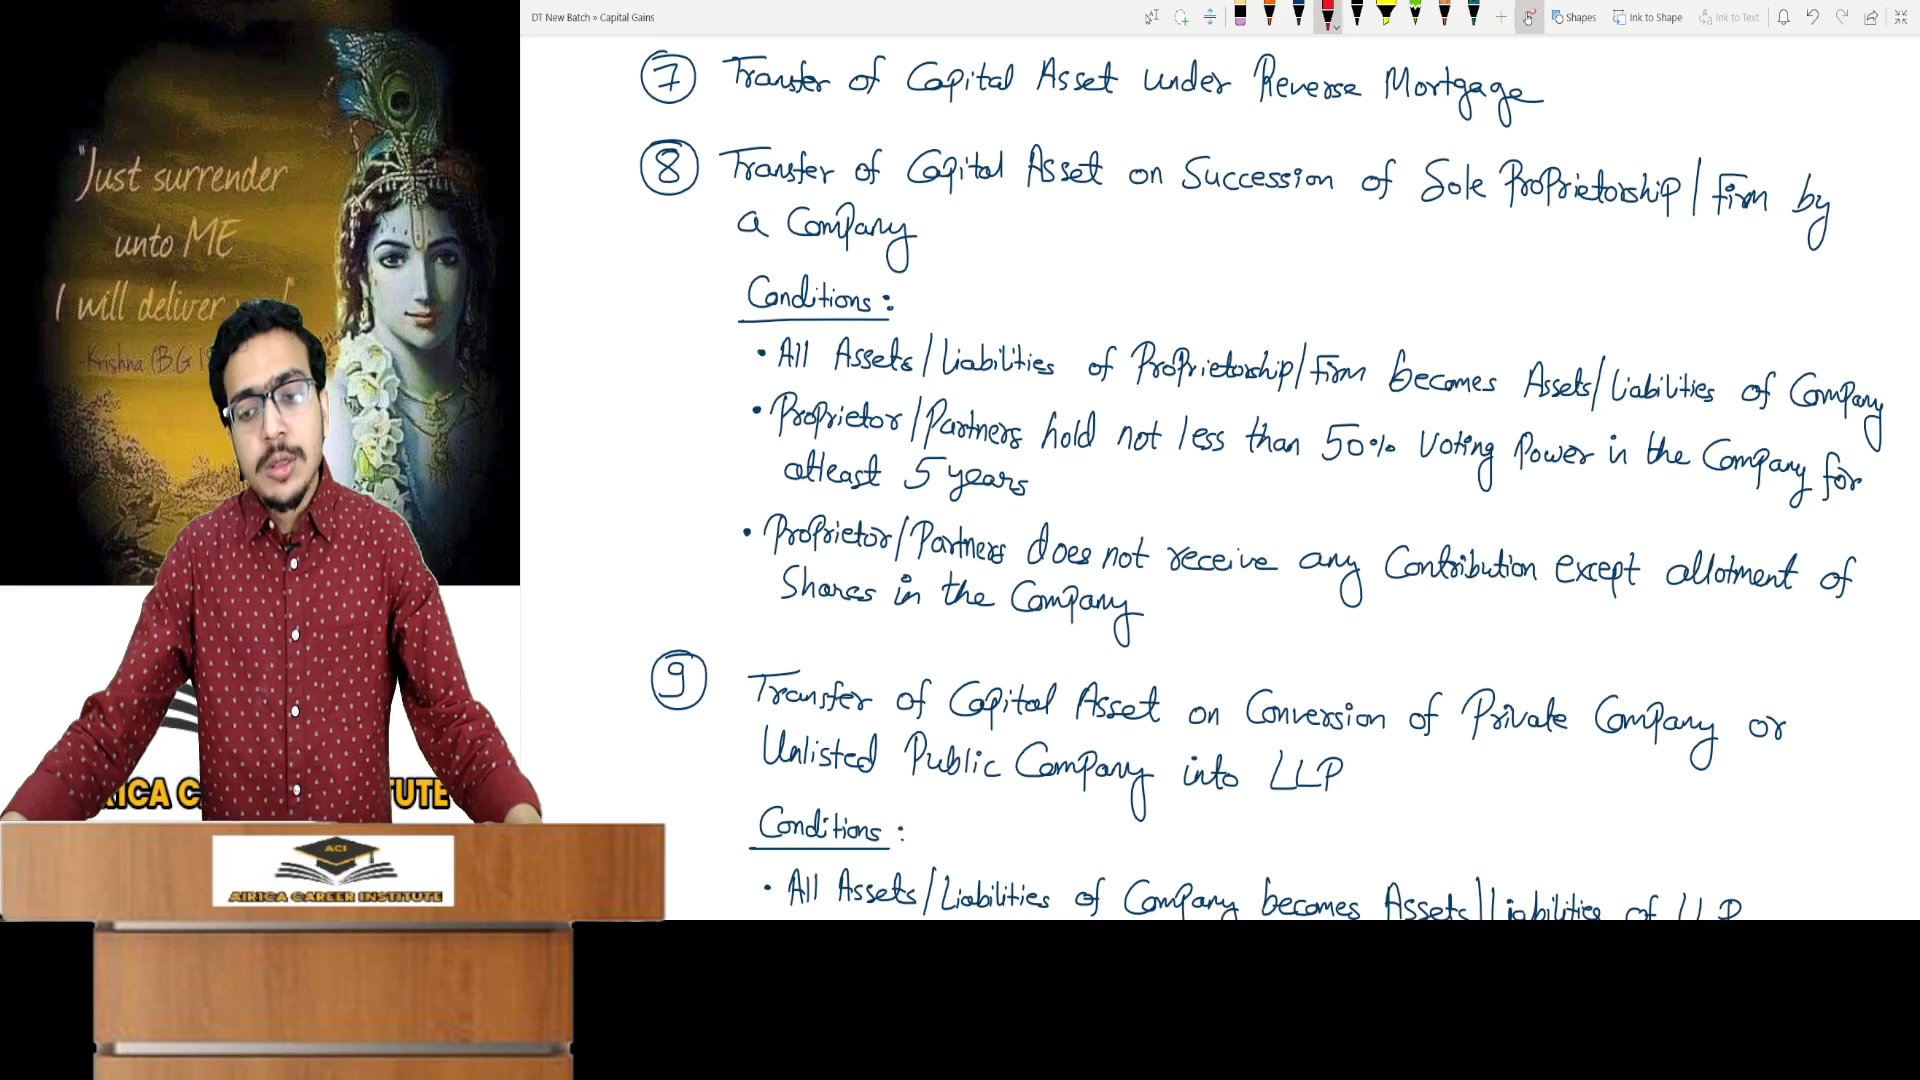 DT New Batch » Capital Gains
Shapes
Ink to Shape
Ink to Text
"Just surrender
unto ME
I will deliver
-Krishna (B.G
⑦ Transfer of Capital Asset under Reverse Mortgage
⑧ Transfer of Capital Asset on Succession of Sole Proprietorship/firm by
a Company
Conditions:
• All Assets/Liabilities of Proprietorship/firm becomes Assets/Liabilities of Company
• Proprietor/Partners hold not less than 50% Voting Power in the Company for
atleast 5 years
• Proprietor/Partners does not receive any Contribution except allotment of
Shares in the Company
⑨ Transfer of Capital Asset on Conversion of Private Company or
Unlisted Public Company into LLP
Conditions:
• All Assets/Liabilities of Company becomes Assets/Liabilities of LLP
RICA C
UTE
ACI
AIRICA CAREER INSTITUTE